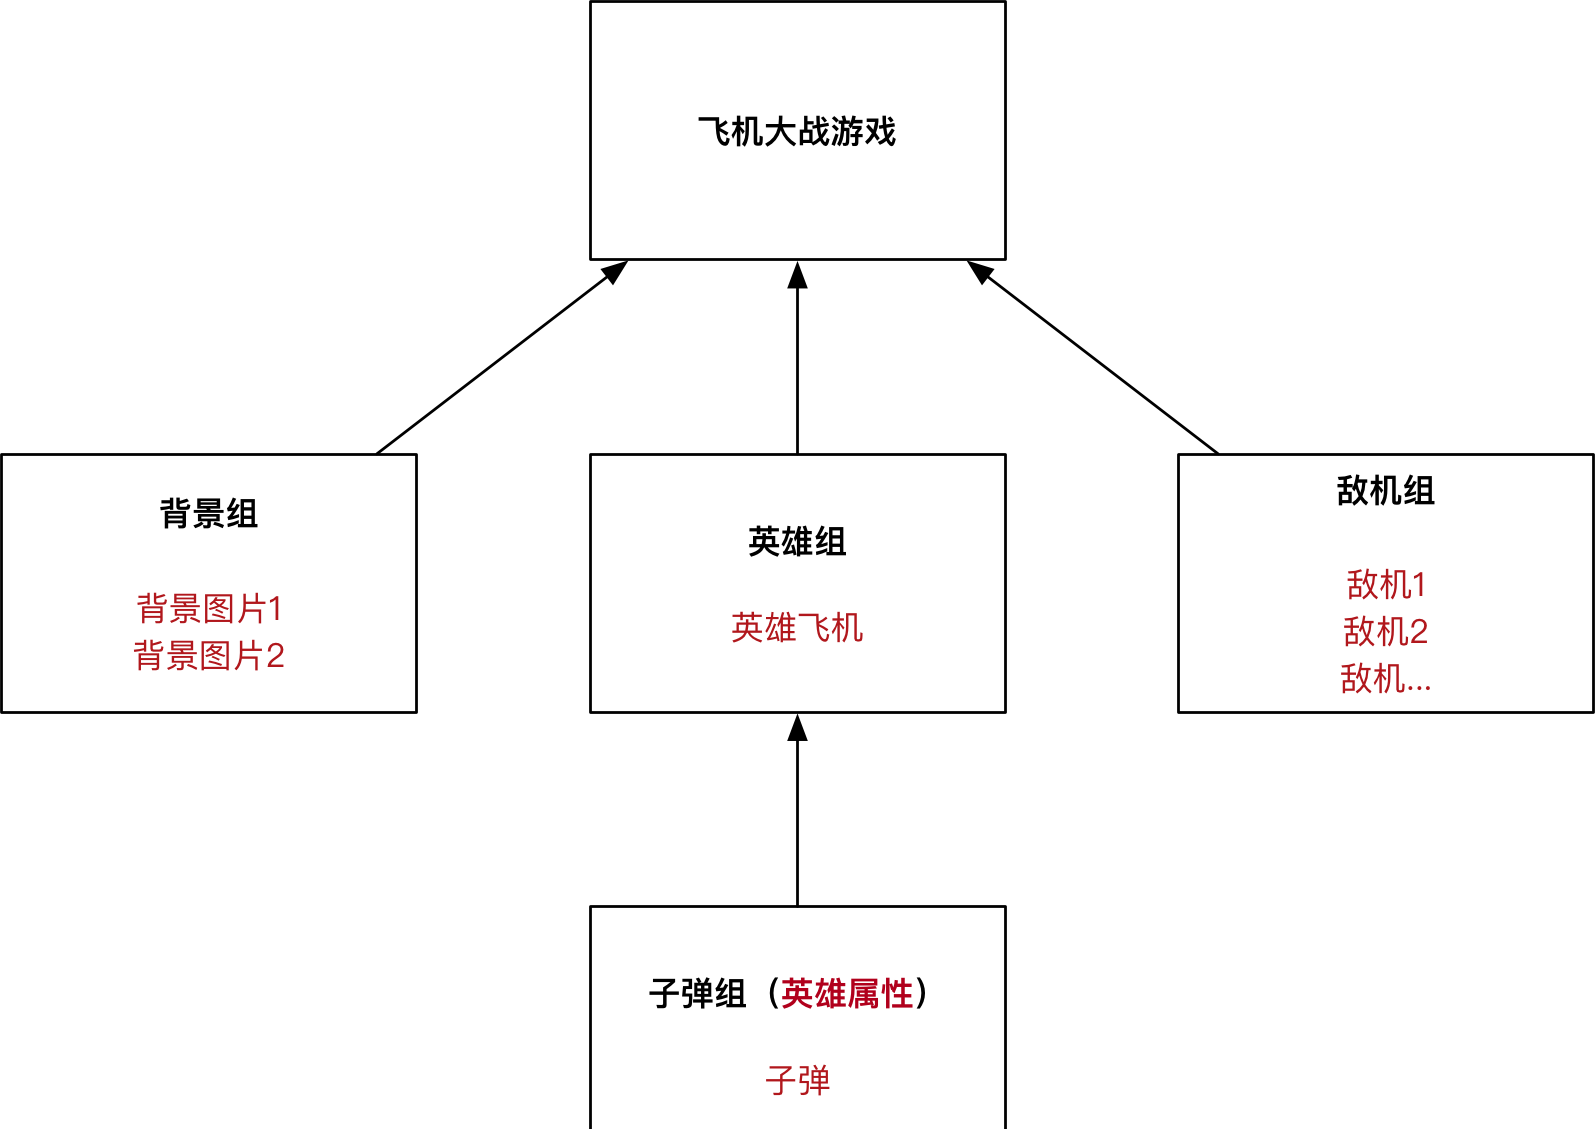 飞机大战游戏
背景组
背景图片1
背景图片2
英雄组
英雄飞机
敌机组
敌机1
敌机2
敌机...
子弹组（英雄属性）
子弹